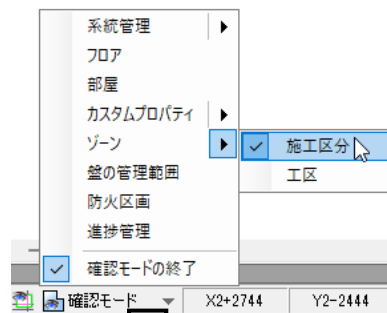 系統管理
フロア
部屋
カスタムプロパティ
ゾーン
施工区分
工区
盤の管理範囲
防火区画
進捗管理
確認モードの終了
確認モード
X2+2744
Y2-2444